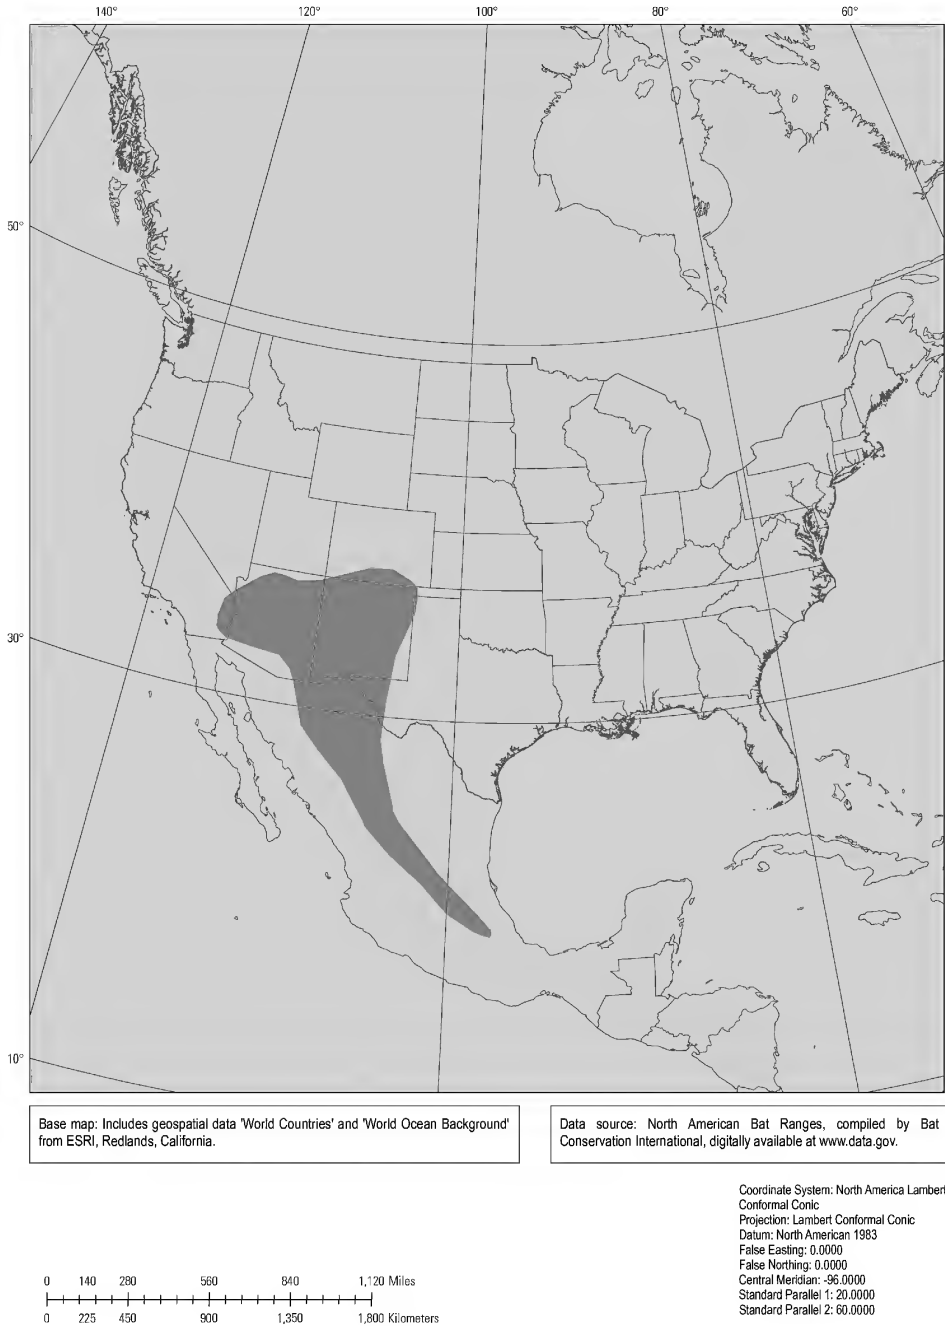 140° 120° 100° 80° 60°
50°
30°
10°
Base map: Includes geospatial data 'World Countries' and 'World Ocean Background'
from ESRI, Redlands, California.
Data source: North American Bat Ranges, compiled by Bat
Conservation International, digitally available at www.data.gov.
Coordinate System: North America Lambert
Conformal Conic
Projection: Lambert Conformal Conic
Datum: North American 1983
False Easting: 0.0000
False Northing: 0.0000
Central Meridian: -96.0000
Standard Parallel 1: 20.0000
Standard Parallel 2: 60.0000
0 140 280 560 840 1,120 Miles
0 225 450 900 1,350 1,800 Kilometers